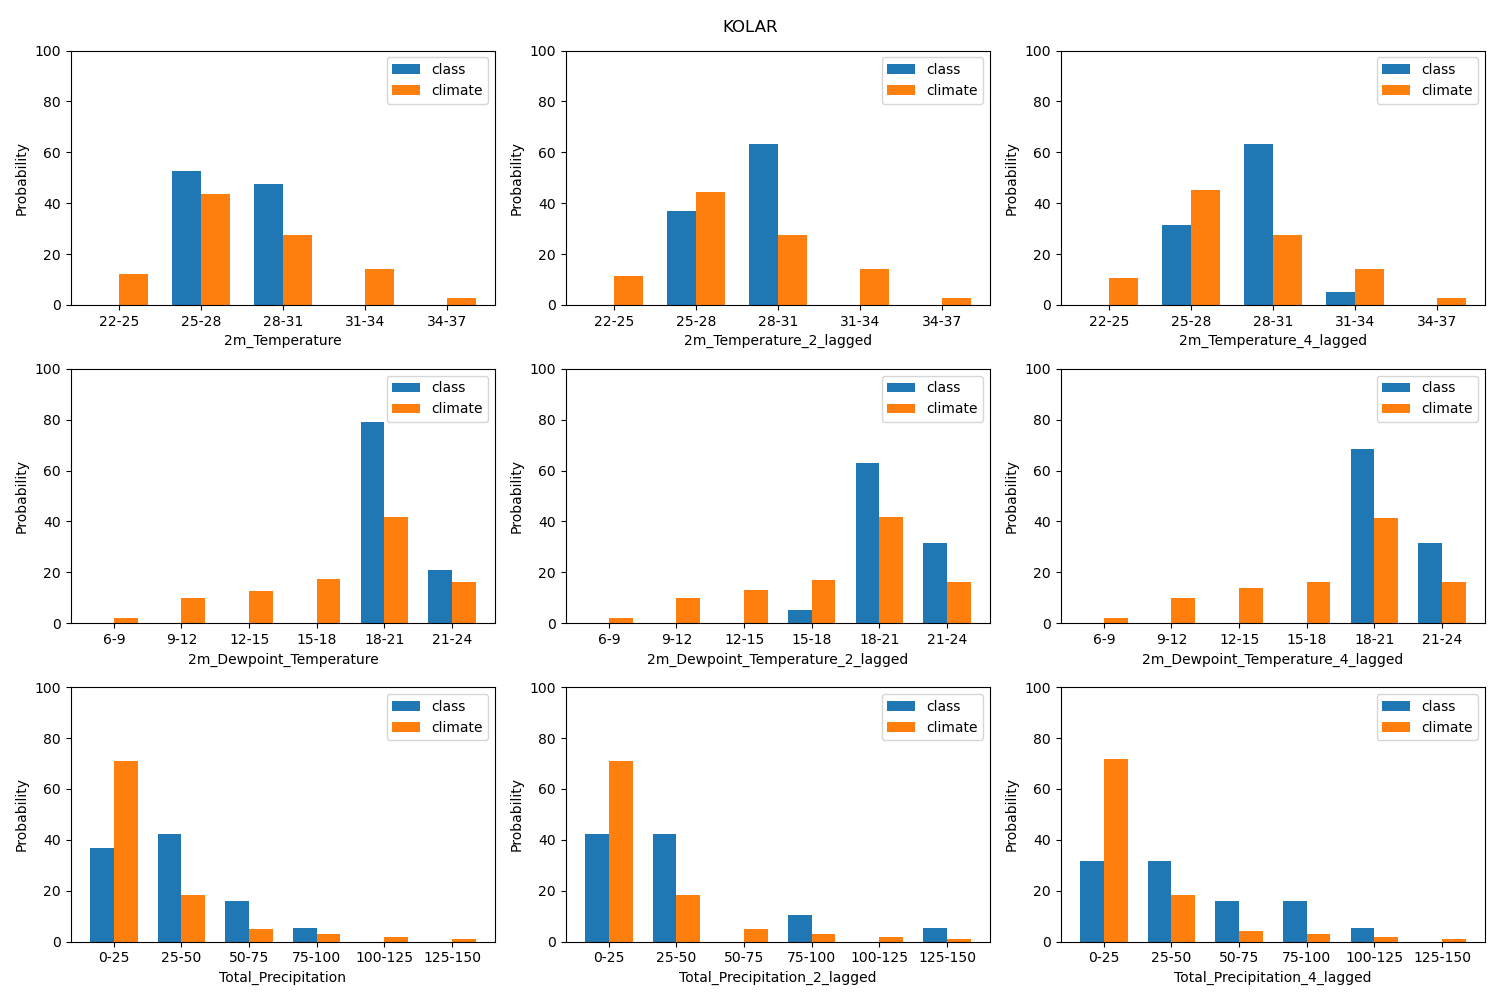 KOLAR
100
80
60
40
20
0
Probability
class
climate
22-25 25-28 28-31 31-34 34-37
2m_Temperature
100
80
60
40
20
0
Probability
class
climate
22-25 25-28 28-31 31-34 34-37
2m_Temperature_2_lagged
100
80
60
40
20
0
Probability
class
climate
22-25 25-28 28-31 31-34 34-37
2m_Temperature_4_lagged
100
80
60
40
20
0
Probability
class
climate
6-9 9-12 12-15 15-18 18-21 21-24
2m_Dewpoint_Temperature
100
80
60
40
20
0
Probability
class
climate
6-9 9-12 12-15 15-18 18-21 21-24
2m_Dewpoint_Temperature_2_lagged
100
80
60
40
20
0
Probability
class
climate
6-9 9-12 12-15 15-18 18-21 21-24
2m_Dewpoint_Temperature_4_lagged
100
80
60
40
20
0
Probability
class
climate
0-25 25-50 50-75 75-100 100-125 125-150
Total_Precipitation
100
80
60
40
20
0
Probability
class
climate
0-25 25-50 50-75 75-100 100-125 125-150
Total_Precipitation_2_lagged
100
80
60
40
20
0
Probability
class
climate
0-25 25-50 50-75 75-100 100-125 125-150
Total_Precipitation_4_lagged